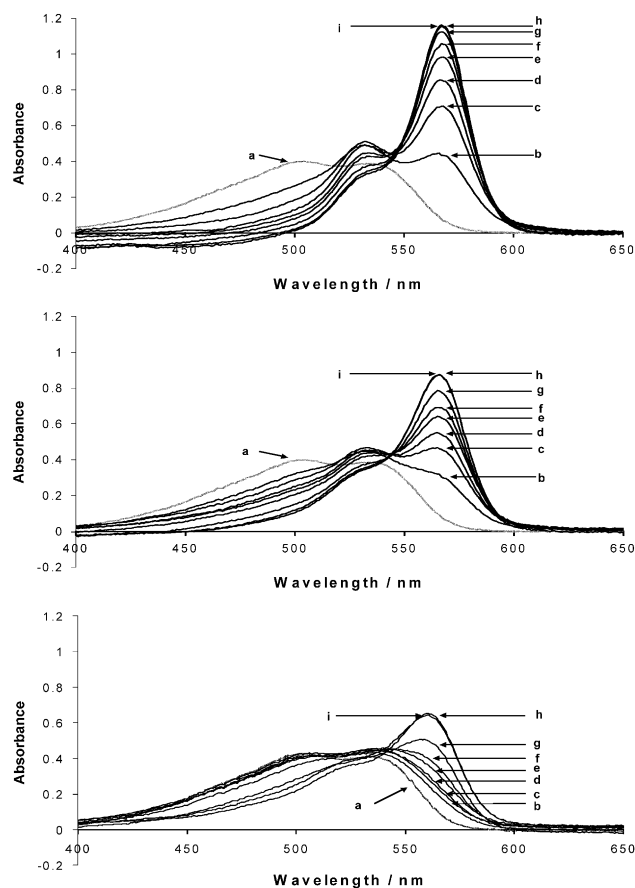 1.2
1
0.8
0.6
0.4
0.2
0
-0.2
Absorbance
400
450
500
550
600
650
Wavelength / nm
a
i
h
g
f
e
d
c
b
1.2
1
0.8
0.6
0.4
0.2
0
-0.2
Absorbance
400
450
500
550
600
650
Wavelength / nm
a
i
h
g
f
e
d
c
b
1.2
1
0.8
0.6
0.4
0.2
0
-0.2
Absorbance
400
450
500
550
600
650
Wavelength / nm
i
a
h
g
f
e
d
c
b